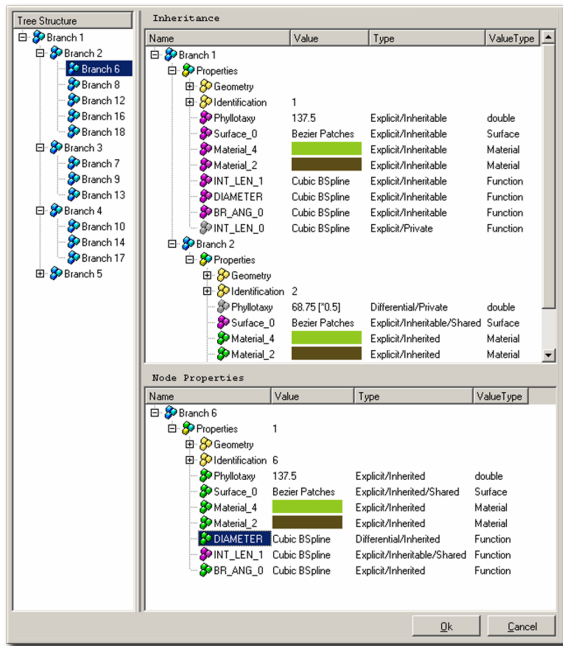 Tree Structure
Branch 1
Branch 2
Branch 6
Branch 8
Branch 12
Branch 16
Branch 18
Branch 3
Branch 7
Branch 9
Branch 13
Branch 4
Branch 10
Branch 14
Branch 17
Branch 5
Inheritance
Name Value Type ValueType
Branch 1
Properties
Geometry
Identification 1
Phyllotaxy 137.5 Explicit/Inheritable double
Surface_0 Bezier Patches Explicit/Inheritable Surface
Material_4 Explicit/Inheritable Material
Material_2 Explicit/Inheritable Material
INT_LEN_1 Cubic BSpline Explicit/Inheritable Function
DIAMETER Cubic BSpline Explicit/Inheritable Function
BR_ANG_0 Cubic BSpline Explicit/Inheritable Function
INT_LEN_0 Cubic BSpline Explicit/Private Function
Branch 2
Properties
Geometry
Identification 2
Phyllotaxy 68.75 [*0.5] Differential/Private double
Surface_0 Bezier Patches Explicit/Inheritable/Shared Surface
Material_4 Explicit/Inherited Material
Material_2 Explicit/Inherited Material
Node Properties
Name Value Type ValueType
Branch 6
Properties 1
Geometry
Identification 6
Phyllotaxy 137.5 Explicit/Inherited double
Surface_0 Bezier Patches Explicit/Inherited/Shared Surface
Material_4 Explicit/Inherited Material
Material_2 Explicit/Inherited Material
DIAMETER Cubic BSpline Differential/Inherited Function
INT_LEN_1 Cubic BSpline Explicit/Inheritable/Shared Function
BR_ANG_0 Cubic BSpline Explicit/Inherited Function
Ok Cancel